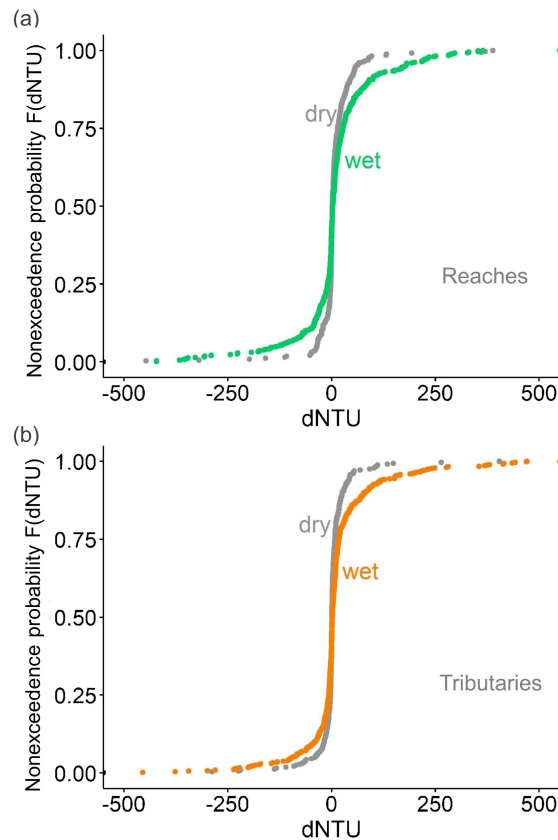 (a)
Nonexceedence probability F(dNTU)
1.00
0.75
0.50
0.25
0.00
dry
wet
Reaches
-500
-250
0
250
500
dNTU
(b)
Nonexceedence probability F(dNTU)
1.00
0.75
0.50
0.25
0.00
dry
wet
Tributaries
-500
-250
0
250
500
dNTU